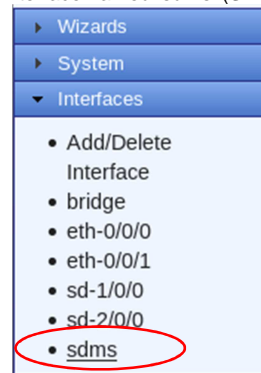 Wizards
System
Interfaces
Add/Delete
Interface
bridge
eth-0/0/0
eth-0/0/1
sd-1/0/0
sd-2/0/0
sdms